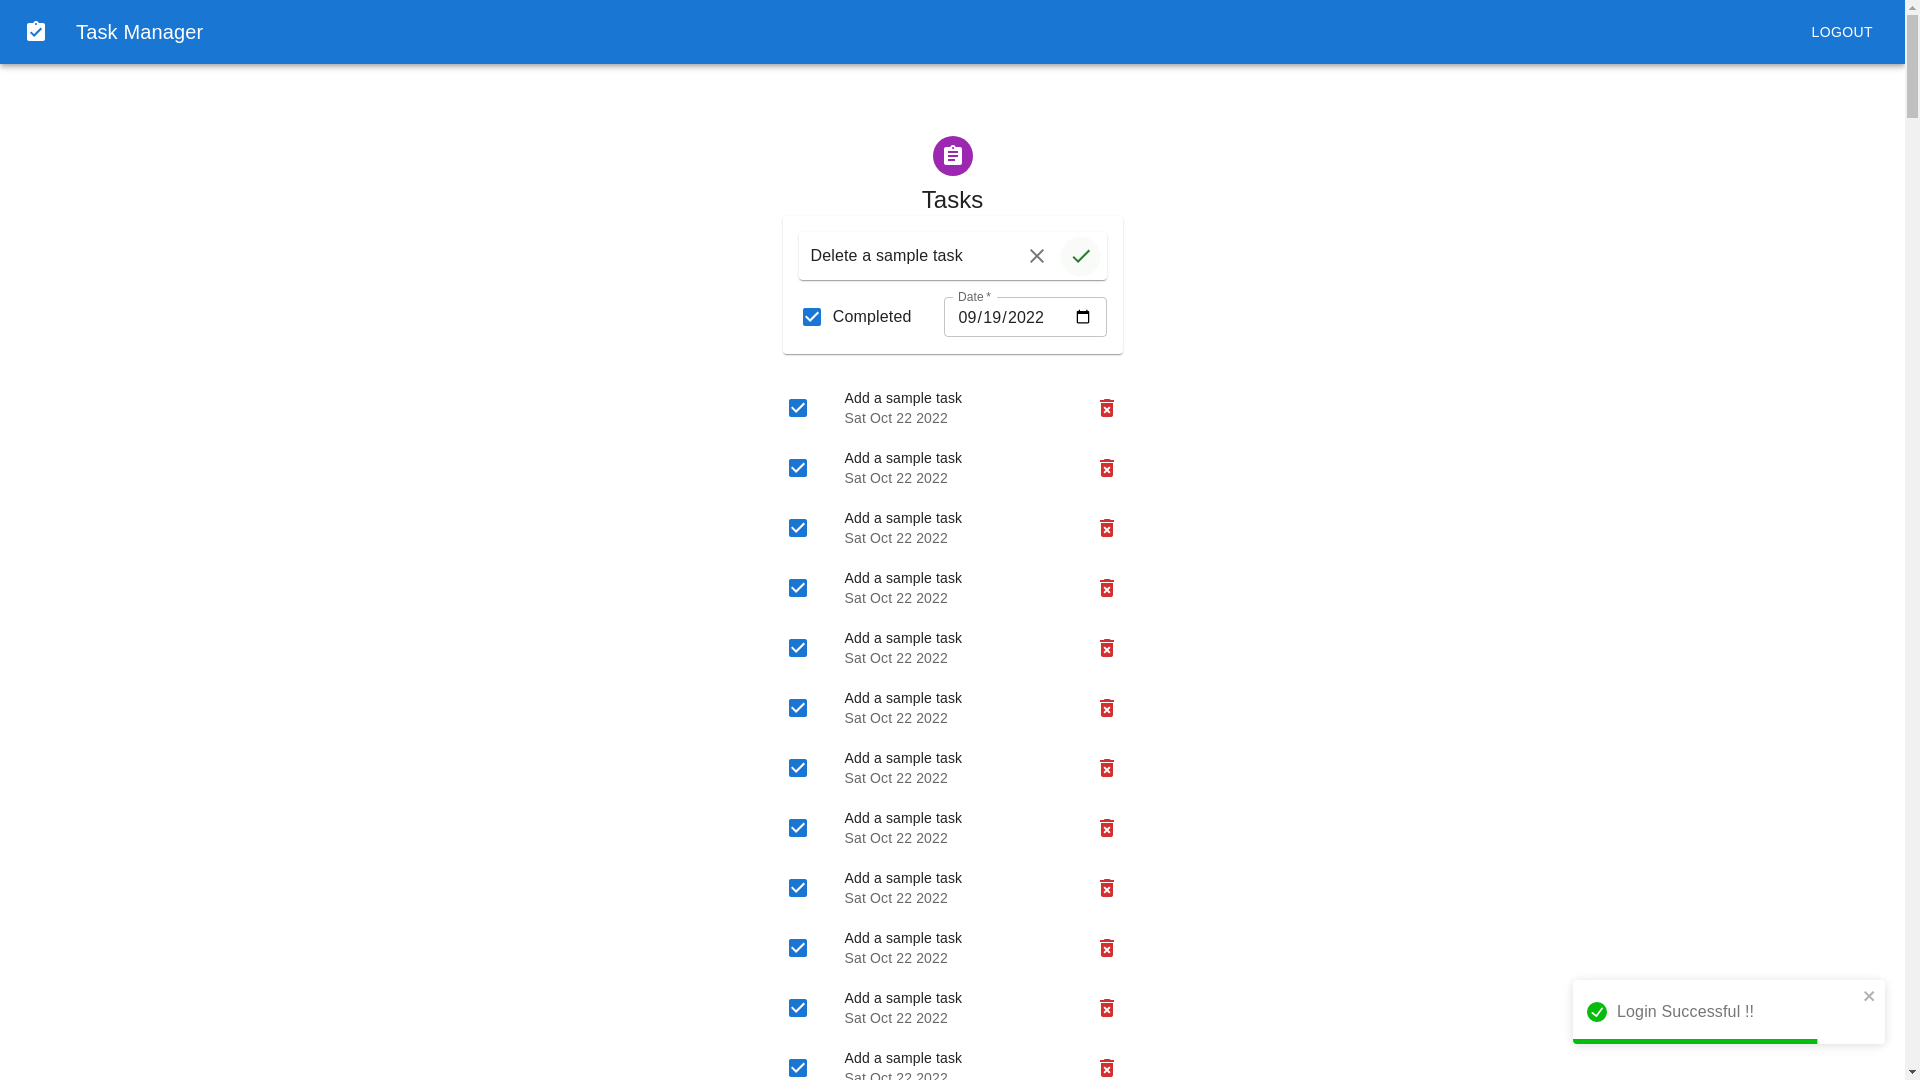 Task Manager
LOGOUT
Tasks
Delete a sample task
Date *
Completed
09/19/2022
Add a sample task
Sat Oct 22 2022
Add a sample task
Sat Oct 22 2022
Add a sample task
Sat Oct 22 2022
Add a sample task
Sat Oct 22 2022
Add a sample task
Sat Oct 22 2022
Add a sample task
Sat Oct 22 2022
Add a sample task
Sat Oct 22 2022
Add a sample task
Sat Oct 22 2022
Add a sample task
Sat Oct 22 2022
Add a sample task
Sat Oct 22 2022
Add a sample task
Sat Oct 22 2022
Add a sample task
Sat Oct 22 2022
Login Successful !!